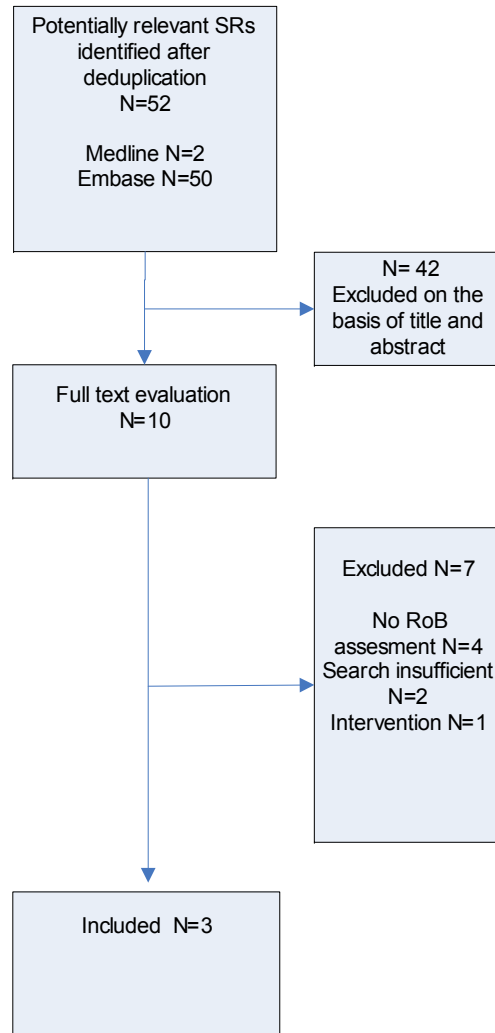 Potentially relevant SRs
identified after
deduplication
N=52
Medline N=2
Embase N=50
N= 42
Excluded on the
basis of title and
abstract
Full text evaluation
N=10
Excluded N=7
No RoB
assesment N=4
Search insufficient
N=2
Intervention N=1
Included N=3